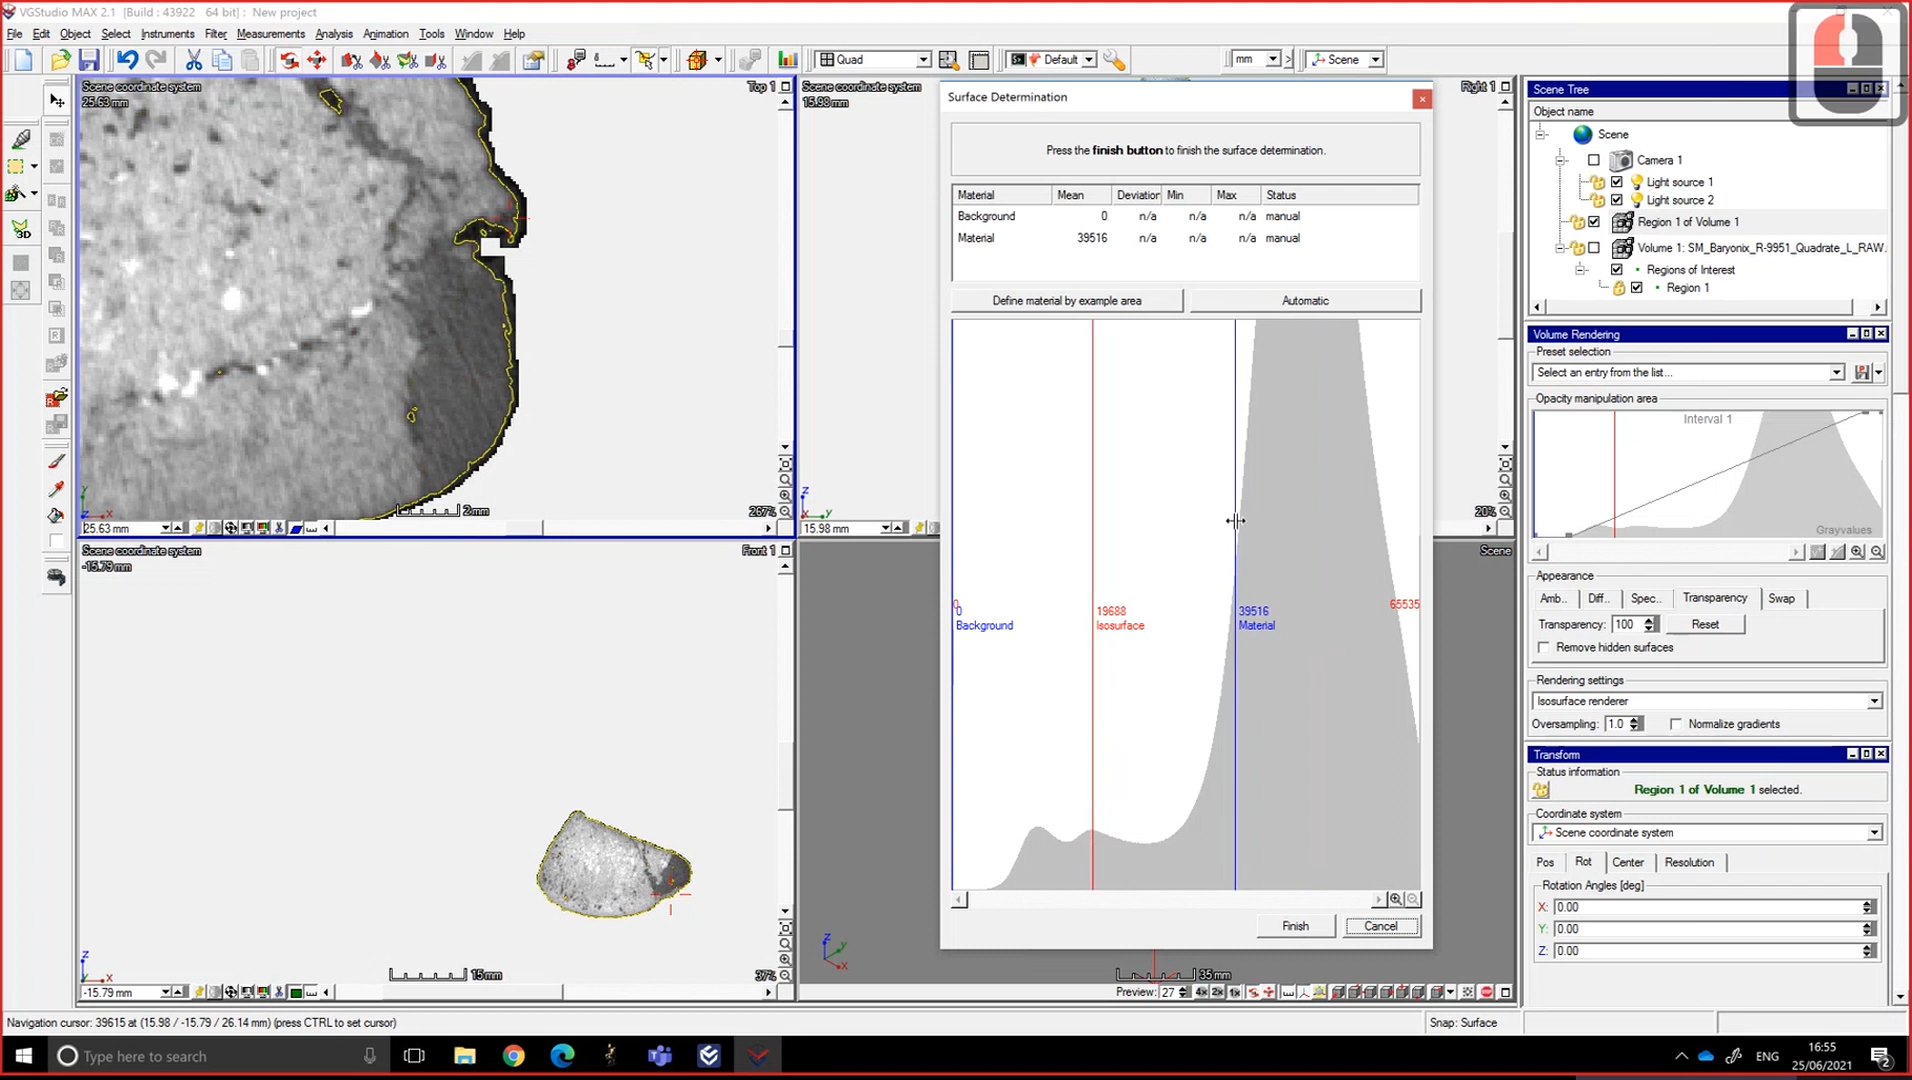 VGStudio MAX 2.1  [Build : 43922   64 bit] :  New project
File Edit Object Select Instruments Filter Measurements Analysis Animation Tools Window Help
Quad
Default
mm
Scene
Scene coordinate system
25.63 mm
Top 1
2mm
267%
25.63 mm
Scene coordinate system
15.98mm
Right 1
20%
15.98 mm
Scene coordinate system
-15.79 mm
Front 1
15mm
37%
-15.79 mm
Scene
35mm
Preview: 27
Surface Determination
Press the finish button to finish the surface determination.
Material Mean Deviation Min Max Status
Background 0 n/a n/a n/a manual
Material 39516 n/a n/a n/a manual
Define material by example area
Automatic
0
0
Background
19688
Isosurface
39516
Material
65535
Finish
Cancel
Scene Tree
Object name
Scene
Camera 1
Light source 1
Light source 2
Region 1 of Volume 1
Volume 1: SM_Baryonix_R-9951_Quadrate_L_RAW.
Regions of Interest
Region 1
Volume Rendering
Preset selection
Select an entry from the list...
Opacity manipulation area
Interval 1
Grayvalues
Appearance
Amb.. Diff.. Spec.. Transparency Swap
Transparency: 100 Reset
Remove hidden surfaces
Rendering settings
Isosurface renderer
Oversampling: 1.0 Normalize gradients
Transform
Status information
Region 1 of Volume 1 selected.
Coordinate system
Scene coordinate system
Pos Rot Center Resolution
Rotation Angles [deg]
X: 0.00
Y: 0.00
Z: 0.00
Navigation cursor: 39615 at (15.98 / -15.79 / 26.14 mm) (press CTRL to set cursor)
Snap: Surface
Type here to search
ENG
16:55
25/06/2021
2